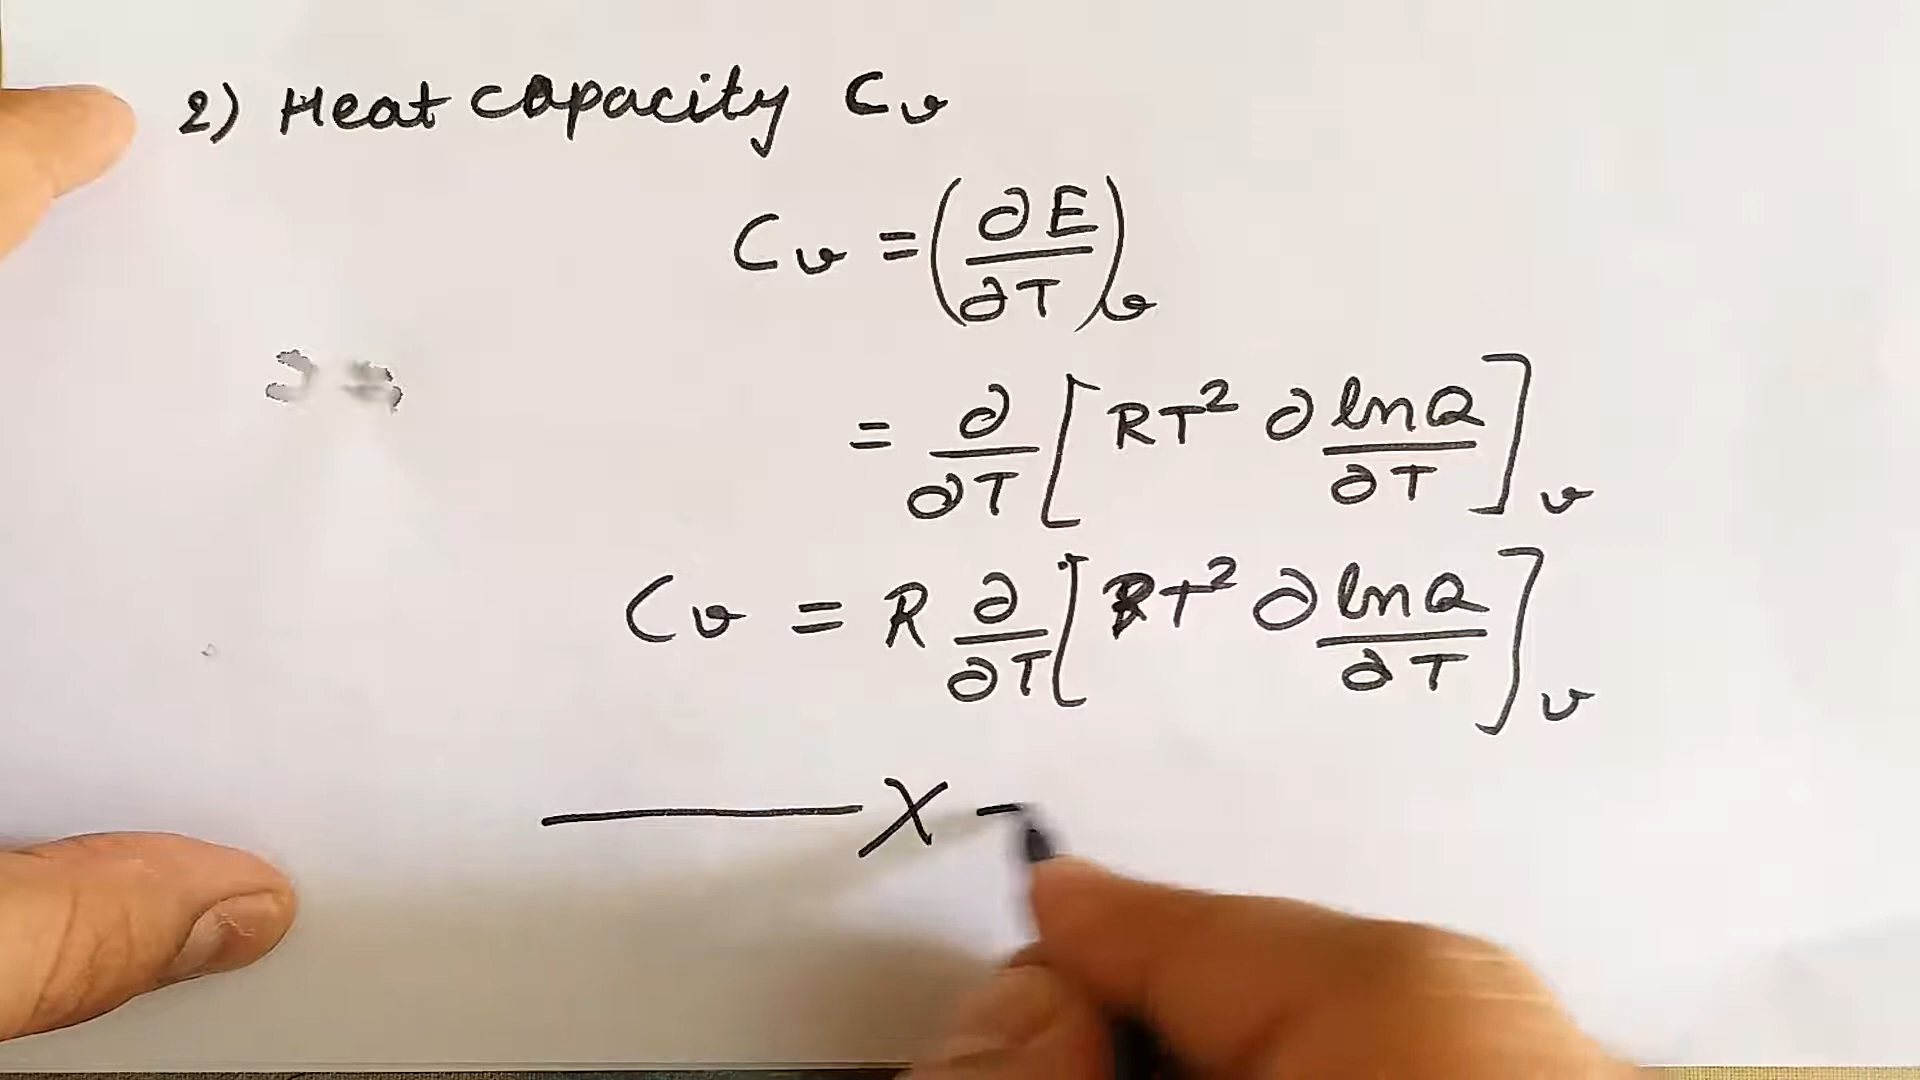 2) Heat capacity Cv
Cv = (∂E/∂T)v
= ∂/∂T [RT² ∂ lnQ/∂T]v
Cv = R ∂/∂T [T² ∂ lnQ/∂T]v
——— X —